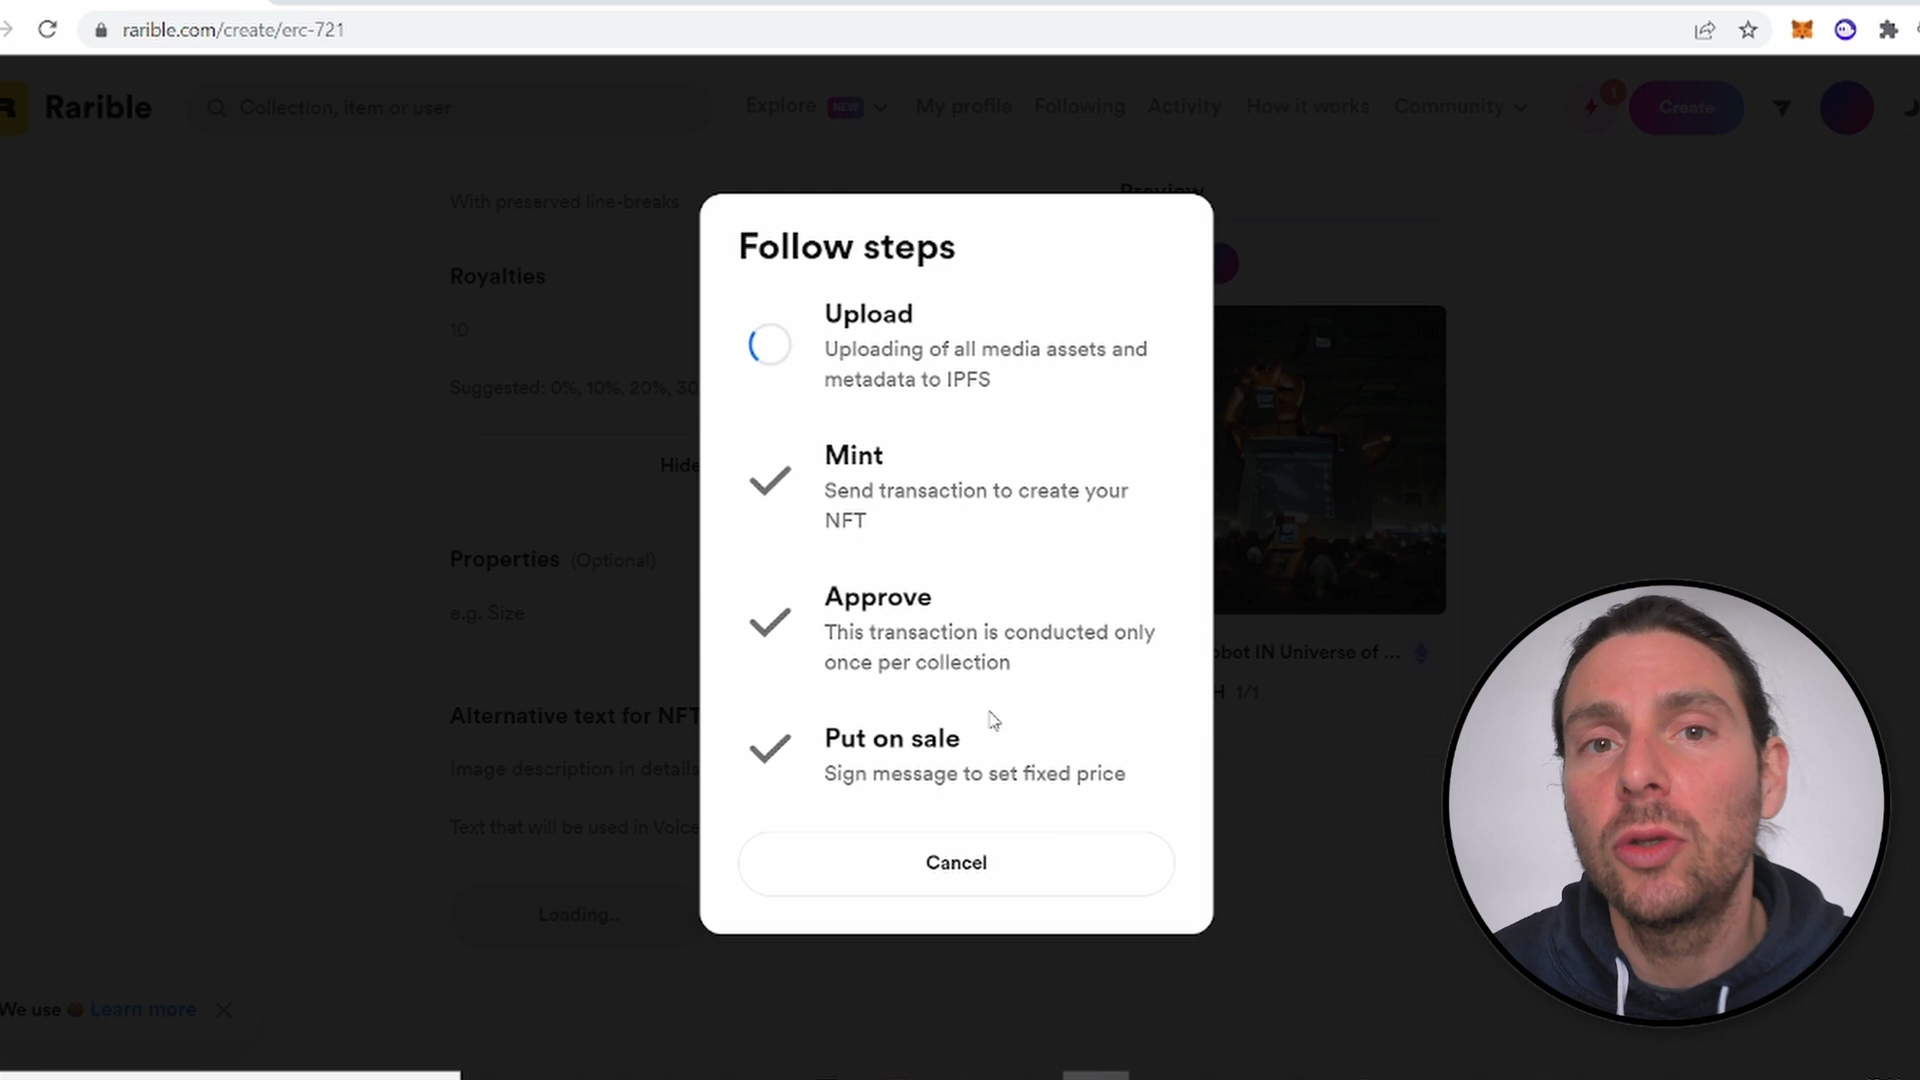 rarible.com/create/erc-721
Rarible
Collection, item or user
Explore NEW
My profile
Following
Activity
How it works
Community
1
Create
With preserved line-breaks
Preview
Royalties
10
Suggested: 0%, 10%, 20%, 30
Hide
Properties (Optional)
e.g. Size
Alternative text for NFT
Image description in details
Text that will be used in Voice
Loading..
We use Learn more
Follow steps
Upload
Uploading of all media assets and
metadata to IPFS
Mint
Send transaction to create your
NFT
Approve
This transaction is conducted only
once per collection
Put on sale
Sign message to set fixed price
Cancel
obot IN Universe of ...
H 1/1